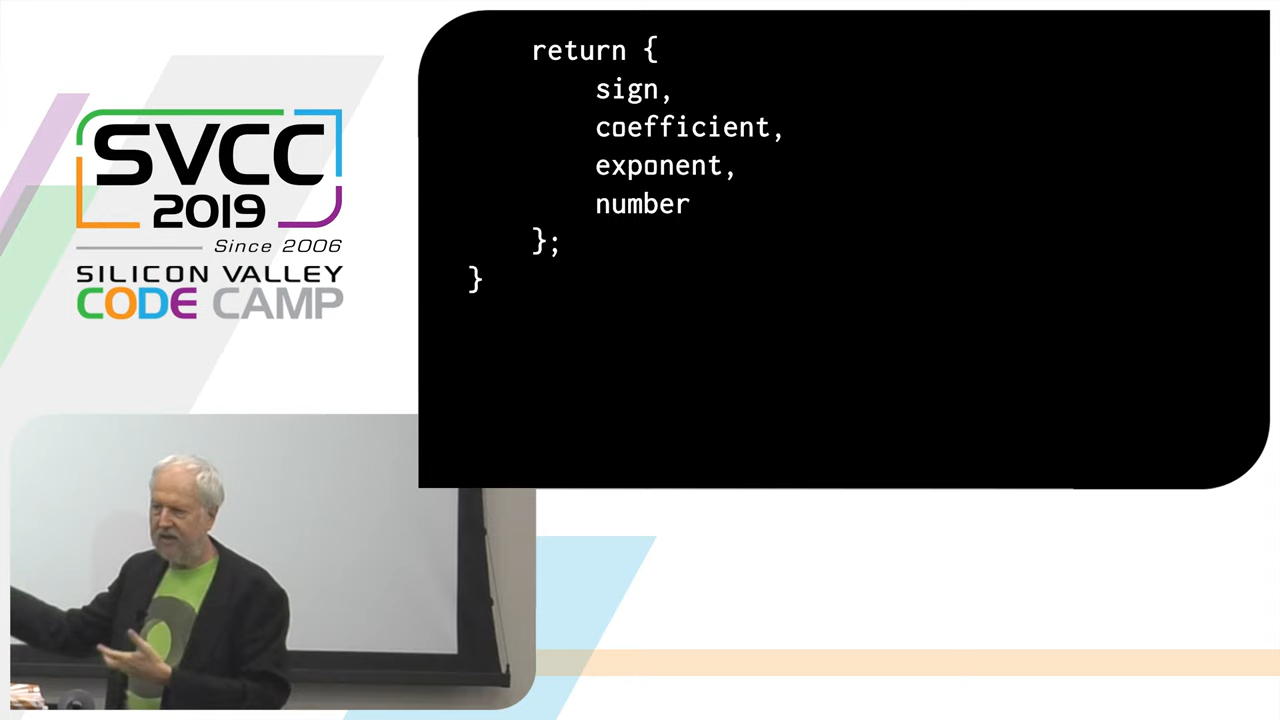 SVCC
2019
Since 2006
SILICON VALLEY
CODE CAMP
return {
sign,
coefficient,
exponent,
number
};
}